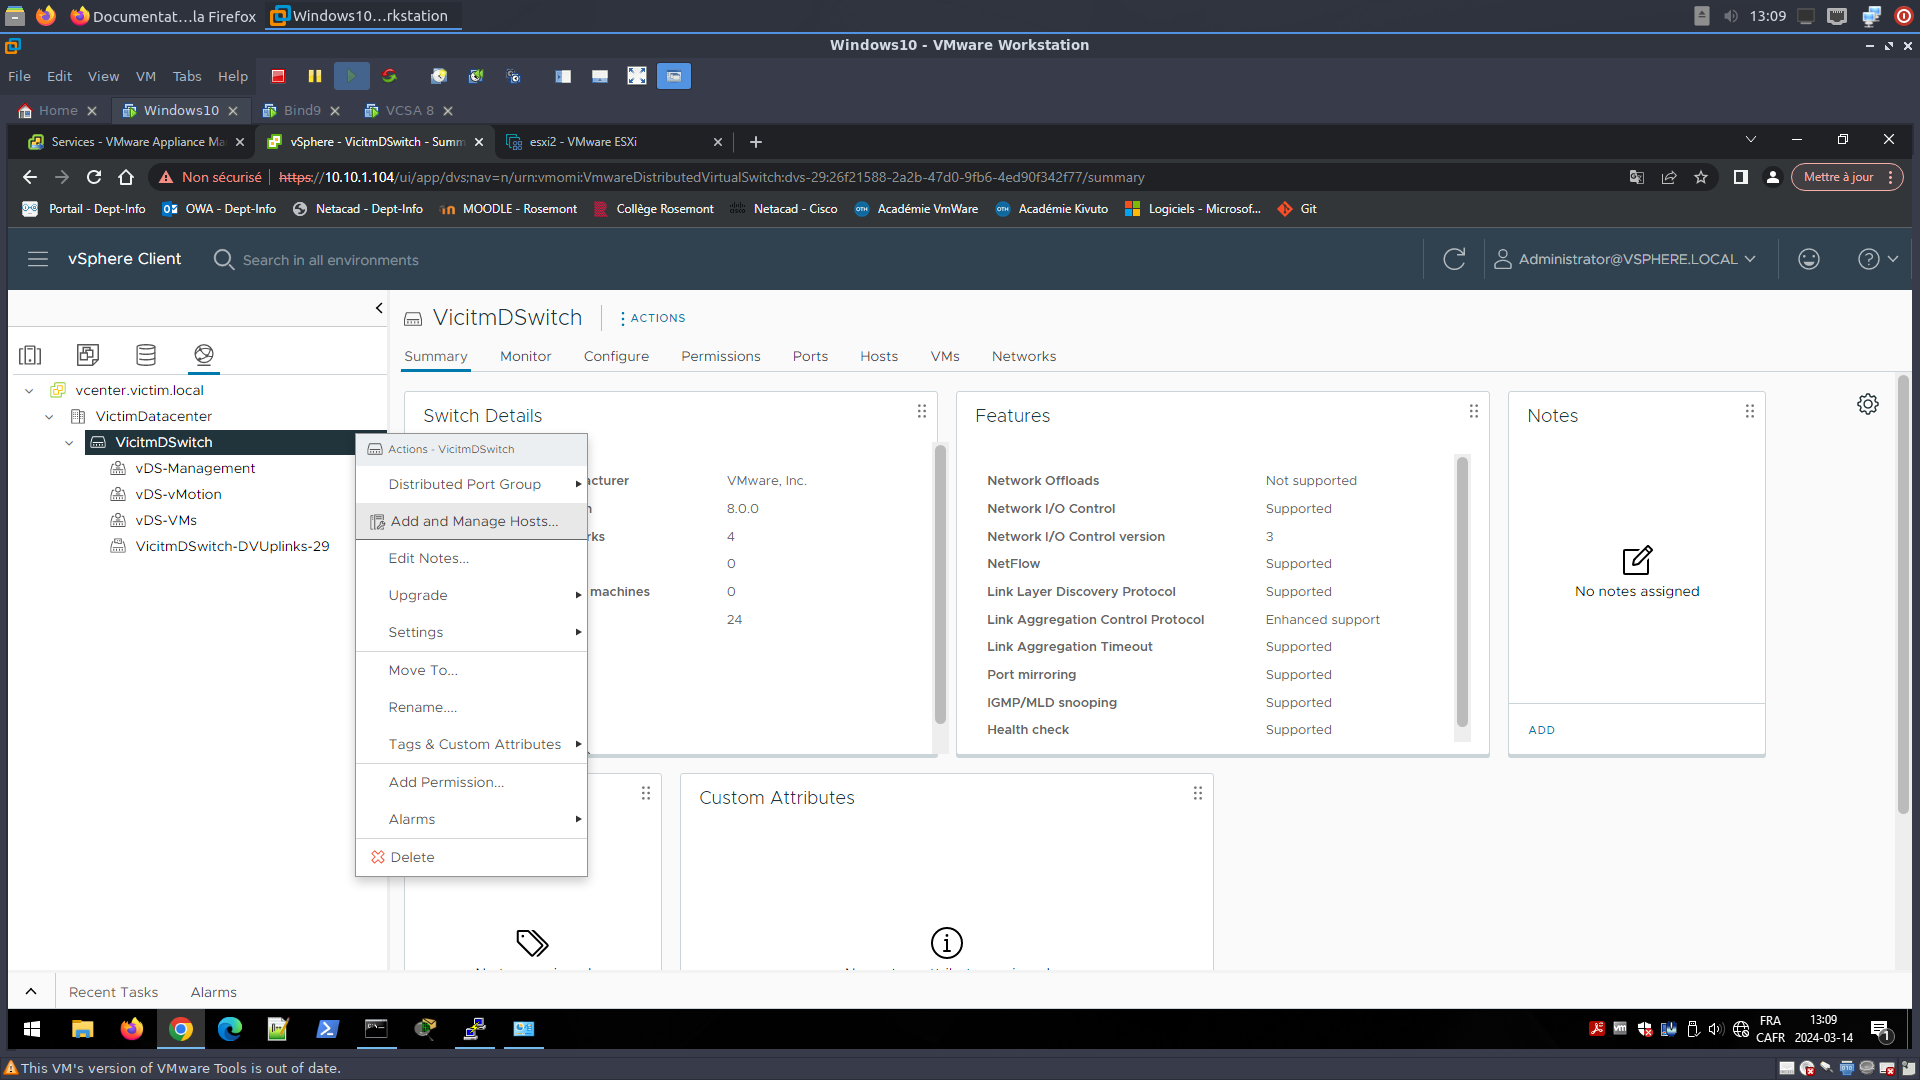 Documentat…la Firefox
Windows10…rkstation
13:09
Windows10 - VMware Workstation
File Edit View VM Tabs Help
Home
Windows10
Bind9
VCSA 8
Services - VMware Appliance Ma
vSphere - VicitmDSwitch - Summ
esxi2 - VMware ESXi
Non sécurisé
https://10.10.1.104/ui/app/dvs;nav=n/urn:vmomi:VmwareDistributedVirtualSwitch:dvs-29:26f21588-2a2b-47d0-9fb6-4ed90f342f77/summary
Mettre à jour
Portail - Dept-Info
OWA - Dept-Info
Netacad - Dept-Info
MOODLE - Rosemont
Collège Rosemont
Netacad - Cisco
Académie VmWare
Académie Kivuto
Logiciels - Microsof...
Git
vSphere Client
Search in all environments
Administrator@VSPHERE.LOCAL
VicitmDSwitch
ACTIONS
Summary Monitor Configure Permissions Ports Hosts VMs Networks
vcenter.victim.local
VictimDatacenter
VicitmDSwitch
vDS-Management
vDS-vMotion
vDS-VMs
VicitmDSwitch-DVUplinks-29
Actions - VicitmDSwitch
Distributed Port Group
Add and Manage Hosts...
Edit Notes...
Upgrade
Settings
Move To...
Rename....
Tags & Custom Attributes
Add Permission...
Alarms
Delete
Switch Details
acturer VMware, Inc.
n 8.0.0
rks 4
0
machines 0
24
Features
Network Offloads Not supported
Network I/O Control Supported
Network I/O Control version 3
NetFlow Supported
Link Layer Discovery Protocol Supported
Link Aggregation Control Protocol Enhanced support
Link Aggregation Timeout Supported
Port mirroring Supported
IGMP/MLD snooping Supported
Health check Supported
Notes
No notes assigned
ADD
Custom Attributes
Recent Tasks Alarms
FRA
CAFR
13:09
2024-03-14
1
This VM's version of VMware Tools is out of date.